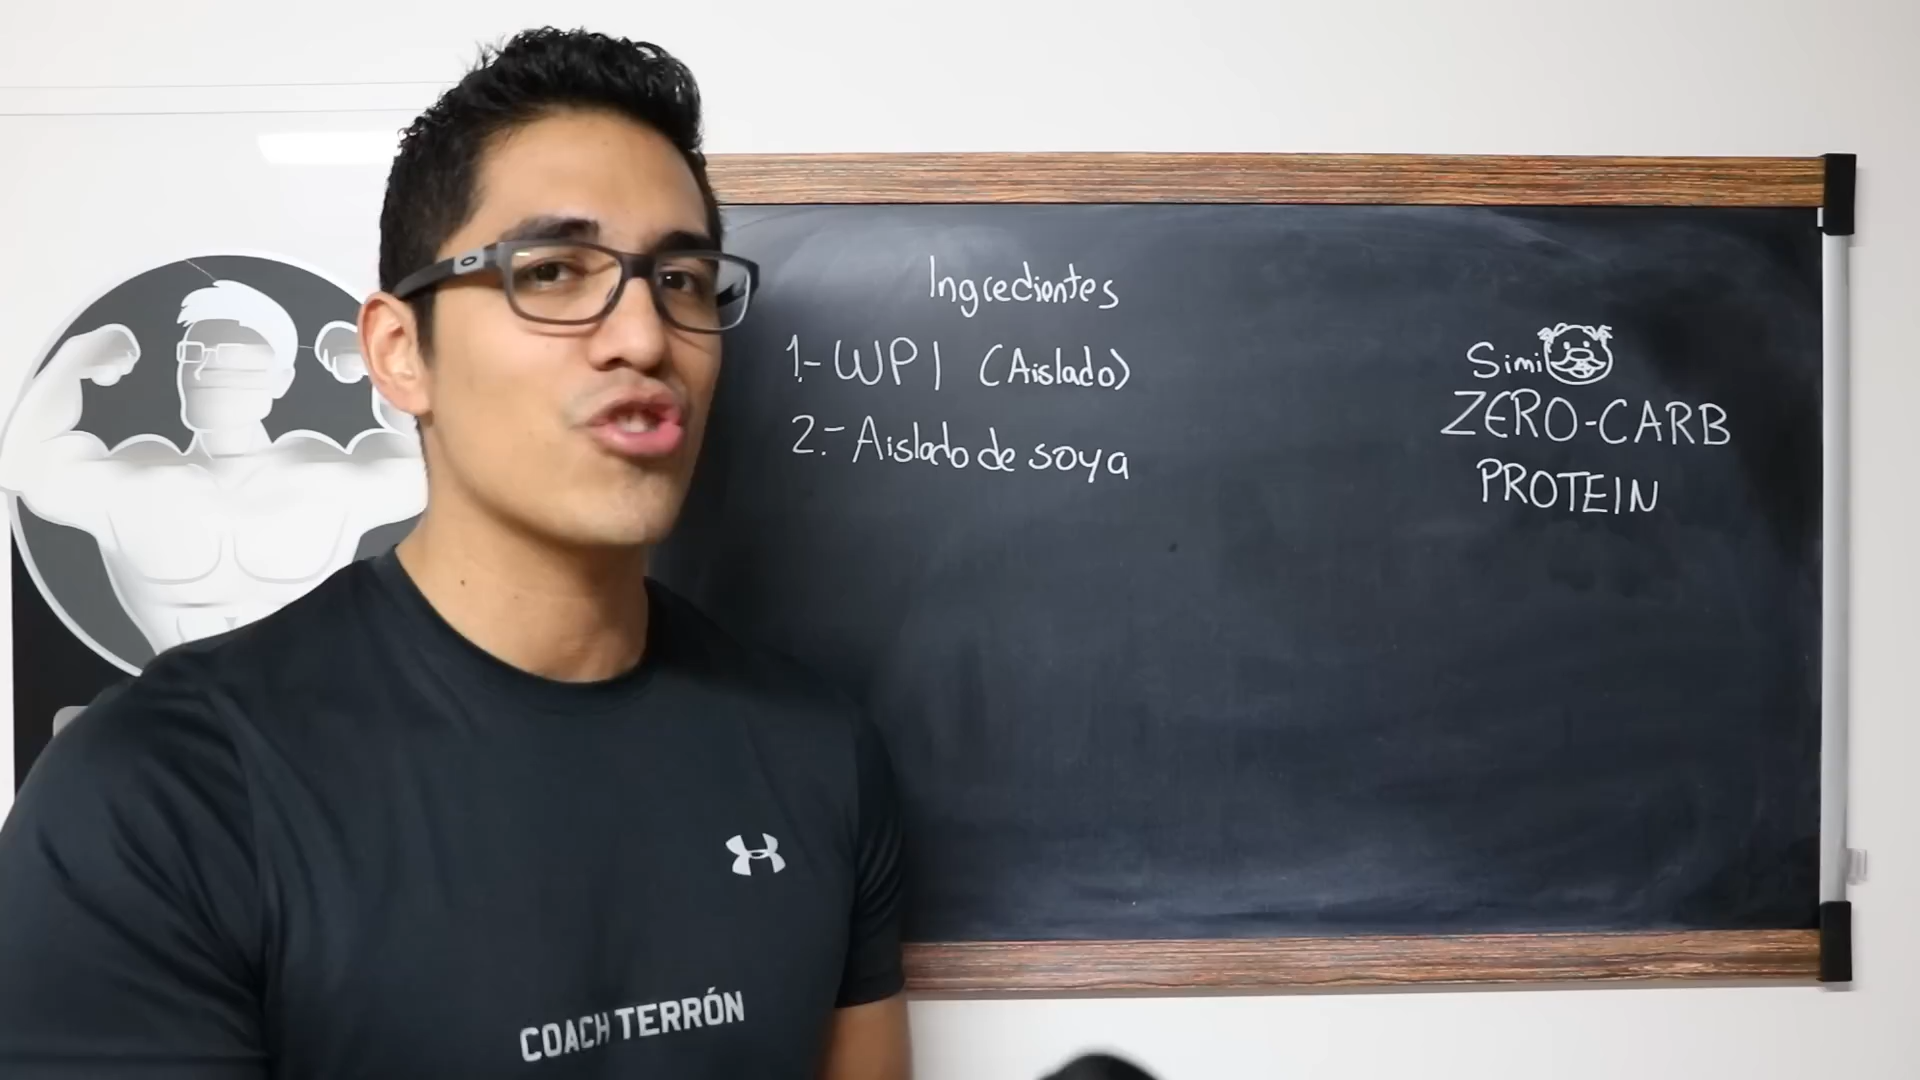 Ingredientes
1.- WPI (Aislado)
2.- Aislado de soya
Simi
ZERO-CARB
PROTEIN
COACH TERRÓN